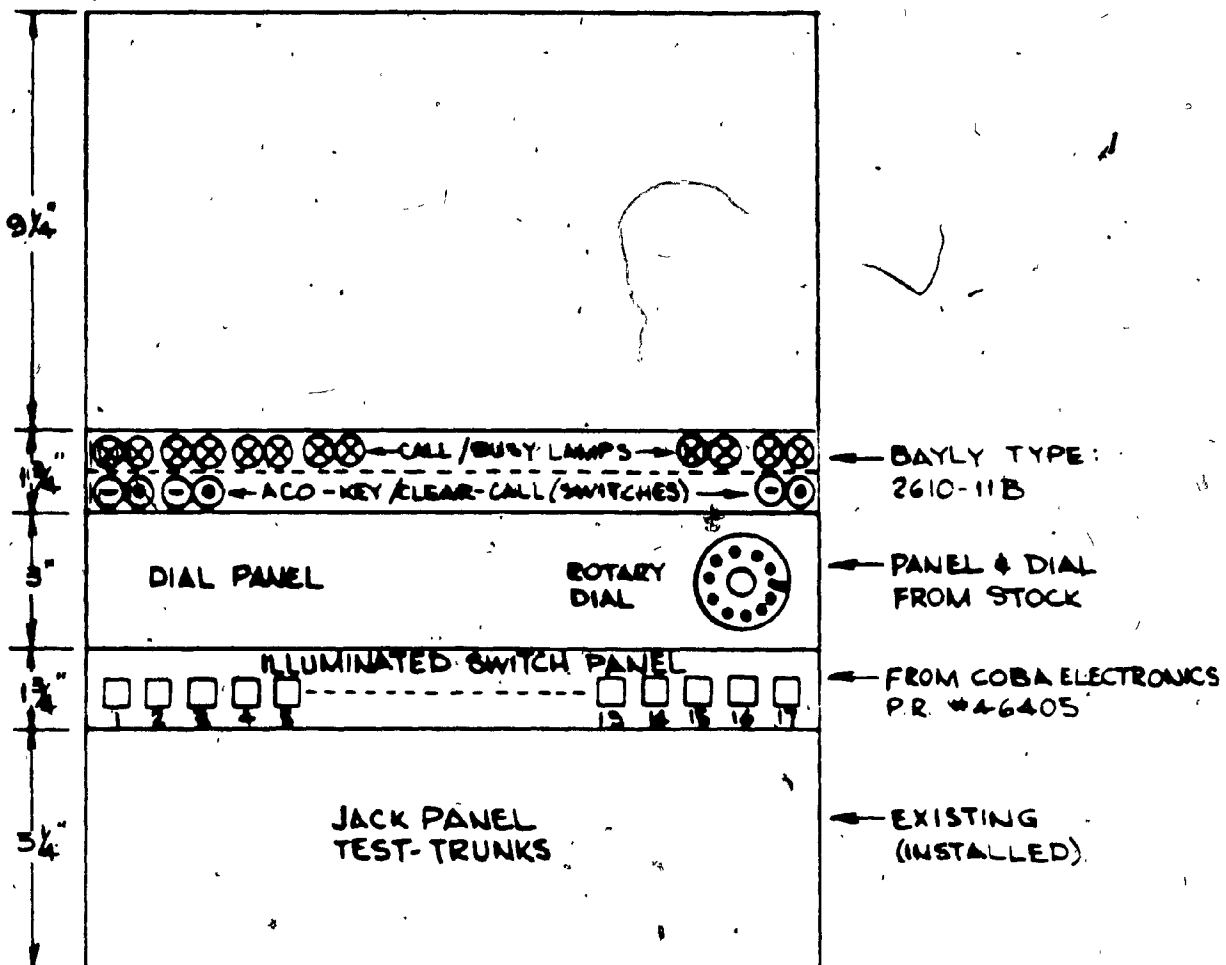 9¼"
CALL/BUSY LAMPS
BAYLY TYPE:
2610-11B
1¾"
ACO-KEY/CLEAR-CALL (SWITCHES)
3"
DIAL PANEL
ROTARY
DIAL
PANEL & DIAL
FROM STOCK
ILLUMINATED SWITCH PANEL
1¾"
FROM COBA ELECTRONICS
P.R. #46405
1 2 3 4 5 13 14 15 16 17
JACK PANEL
TEST-TRUNKS
EXISTING
(INSTALLED)
5¼"